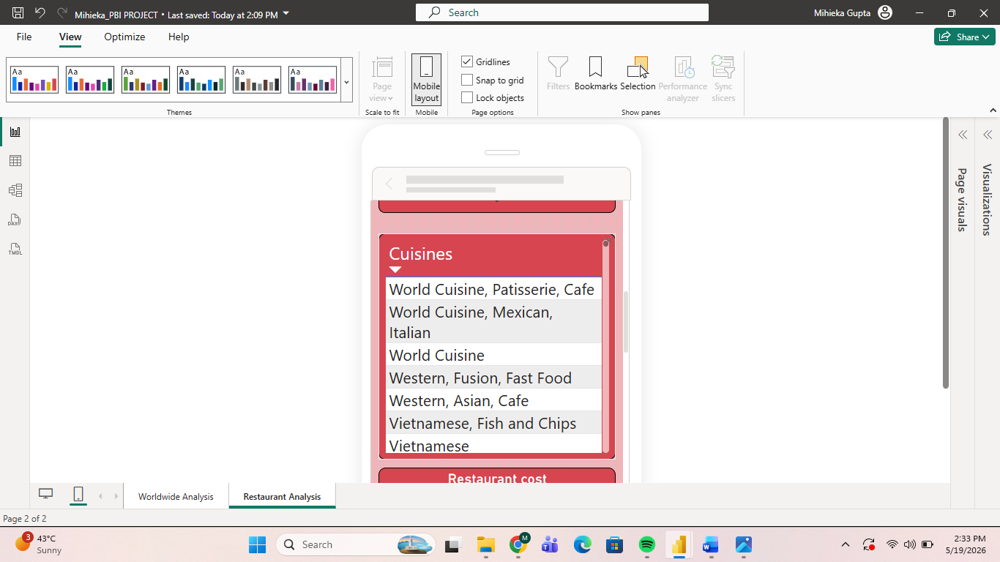 Mihieka_PBI PROJECT • Last saved: Today at 2:09 PM
Search
Mihieka Gupta
File
View
Optimize
Help
Share
Aa
Aa
Aa
Aa
Aa
Aa
Themes
Page
view
Scale to fit
Mobile
layout
Mobile
Gridlines
Snap to grid
Lock objects
Page options
Filters
Bookmarks
Selection
Performance
analyzer
Sync
slicers
Show panes
DAX
TMDL
Page visuals
Visualizations
Cuisines
World Cuisine, Patisserie, Cafe
World Cuisine, Mexican,
Italian
World Cuisine
Western, Fusion, Fast Food
Western, Asian, Cafe
Vietnamese, Fish and Chips
Vietnamese
Restaurant cost
Worldwide Analysis
Restaurant Analysis
Page 2 of 2
3
43°C
Sunny
Search
M
2:33 PM
5/19/2026